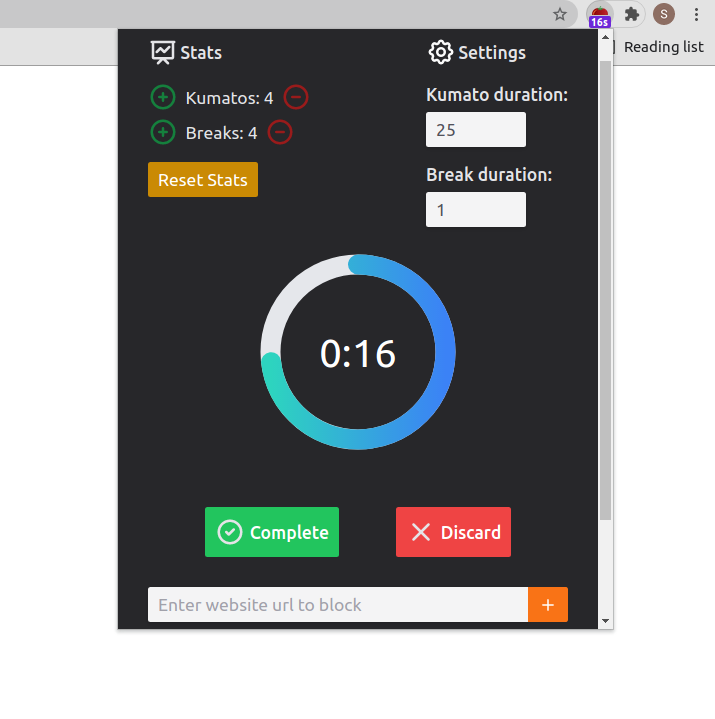 S
16s
Reading list
Stats
Settings
Kumatos: 4
Breaks: 4
Reset Stats
Kumato duration:
25
Break duration:
1
0:16
Complete
Discard
Enter website url to block
+